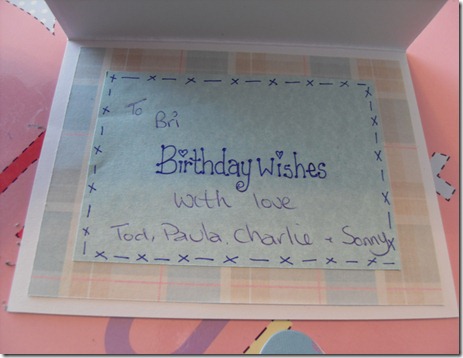 To
Bri
Birthday Wishes
with love
Tod, Paula, Charlie + Sonny